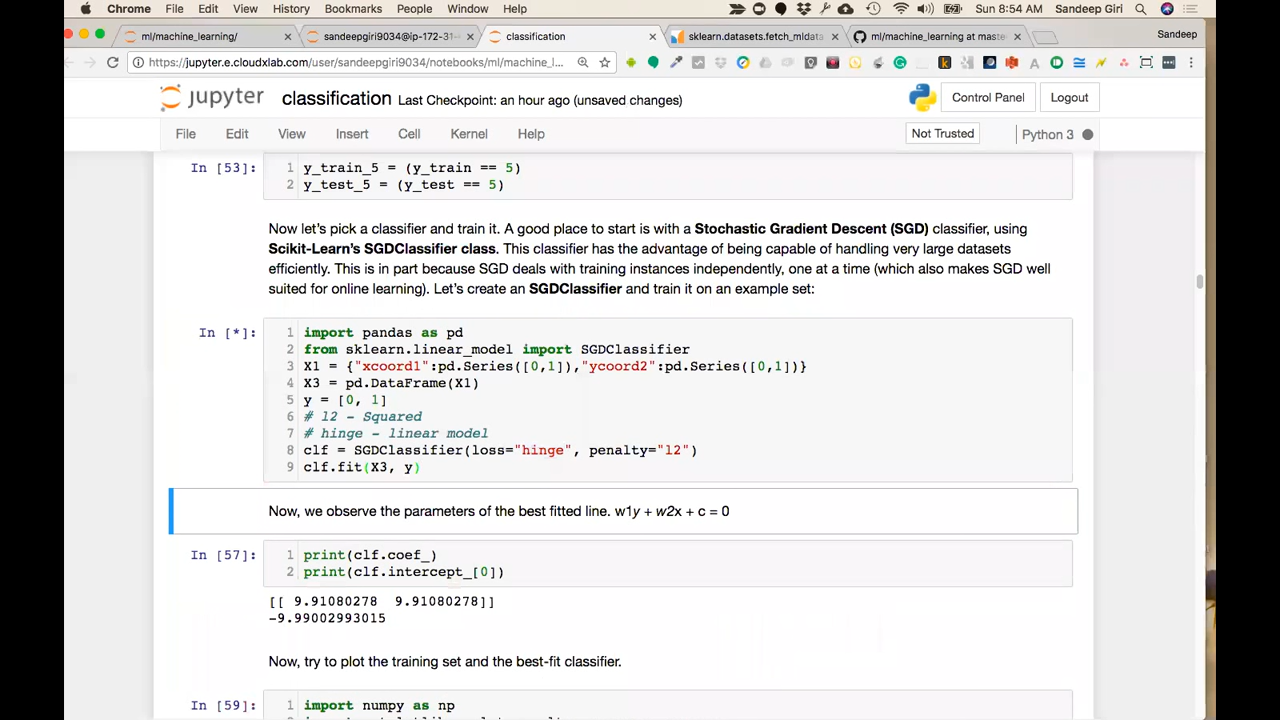 Chrome File Edit View History Bookmarks People Window Help Sun 8:54 AM Sandeep Giri
ml/machine_learning/ sandeepgiri9034@ip-172-31- classification sklearn.datasets.fetch_mldata ml/machine_learning at maste Sandeep
https://jupyter.e.cloudxlab.com/user/sandeepgiri9034/notebooks/ml/machine_l...
jupyter classification Last Checkpoint: an hour ago (unsaved changes) Control Panel Logout
File Edit View Insert Cell Kernel Help Not Trusted Python 3
In [53]: 1 y_train_5 = (y_train == 5)
2 y_test_5 = (y_test == 5)
Now let's pick a classifier and train it. A good place to start is with a Stochastic Gradient Descent (SGD) classifier, using
Scikit-Learn's SGDClassifier class. This classifier has the advantage of being capable of handling very large datasets
efficiently. This is in part because SGD deals with training instances independently, one at a time (which also makes SGD well
suited for online learning). Let's create an SGDClassifier and train it on an example set:
In [*]: 1 import pandas as pd
2 from sklearn.linear_model import SGDClassifier
3 X1 = {"xcoord1":pd.Series([0,1]),"ycoord2":pd.Series([0,1])}
4 X3 = pd.DataFrame(X1)
5 y = [0, 1]
6 # l2 - Squared
7 # hinge - linear model
8 clf = SGDClassifier(loss="hinge", penalty="l2")
9 clf.fit(X3, y)
Now, we observe the parameters of the best fitted line. w1y + w2x + c = 0
In [57]: 1 print(clf.coef_)
2 print(clf.intercept_[0])
[[ 9.91080278 9.91080278]]
-9.99002993015
Now, try to plot the training set and the best-fit classifier.
In [59]: 1 import numpy as np